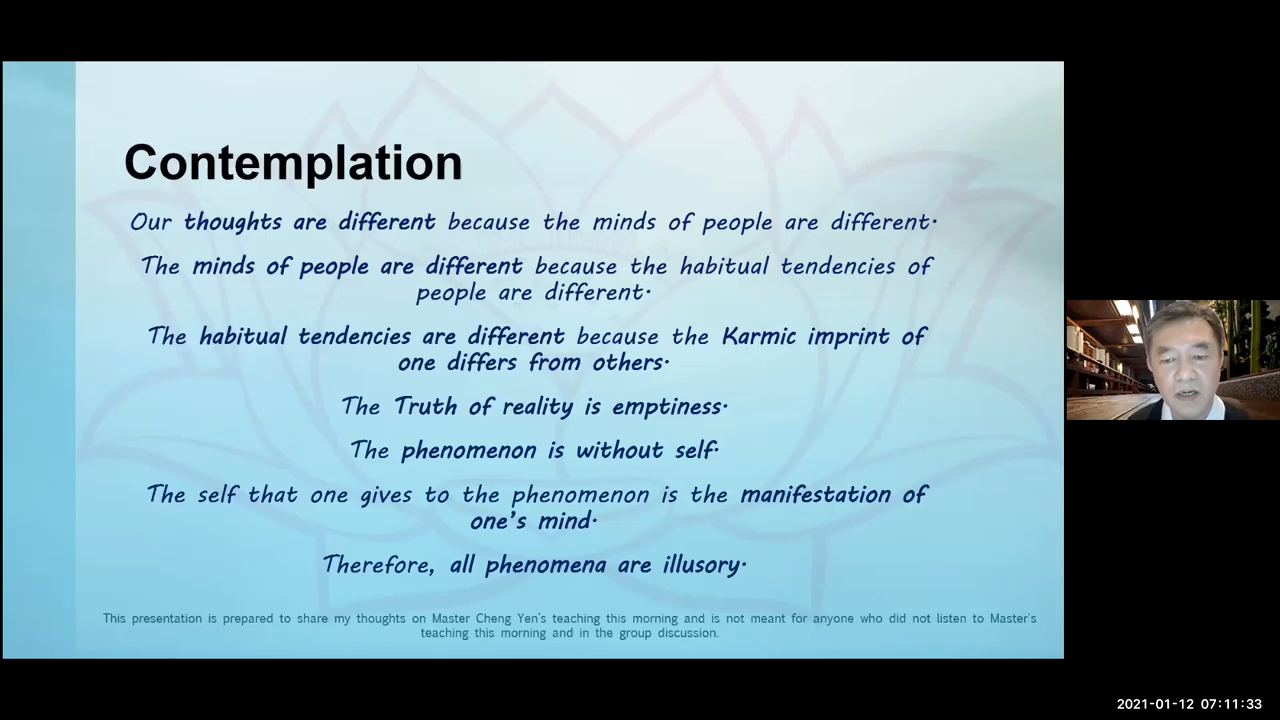 Contemplation
Our thoughts are different because the minds of people are different.
The minds of people are different because the habitual tendencies of
people are different.
The habitual tendencies are different because the Karmic imprint of
one differs from others.
The Truth of reality is emptiness.
The phenomenon is without self.
The self that one gives to the phenomenon is the manifestation of
one's mind.
Therefore, all phenomena are illusory.
This presentation is prepared to share my thoughts on Master Cheng Yen's teaching this morning and is not meant for anyone who did not listen to Master's
teaching this morning and in the group discussion.
2021-01-12 07:11:33